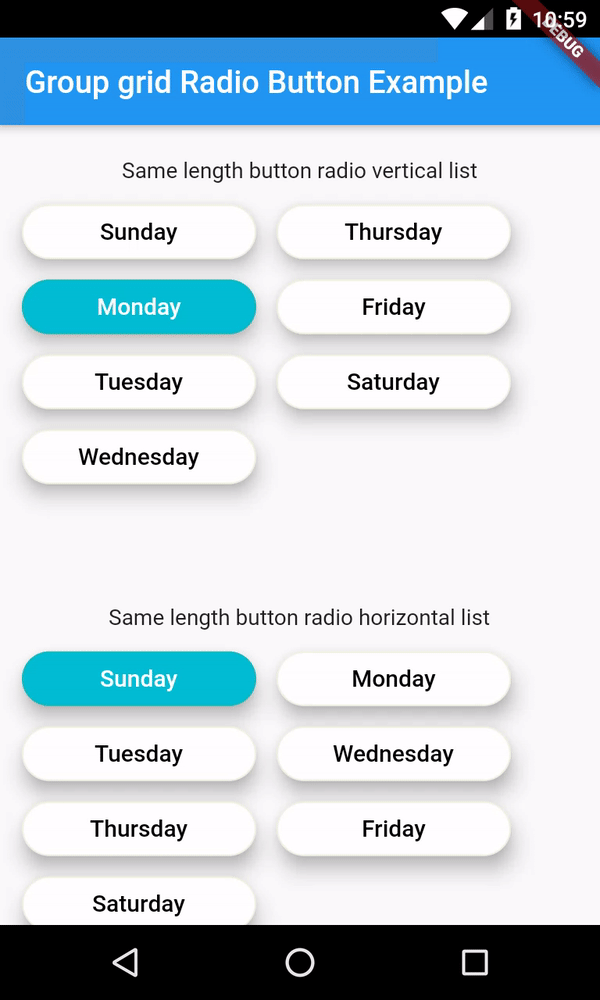 10:59
DEBUG
Group grid Radio Button Example
Same length button radio vertical list
Sunday Thursday
Monday Friday
Tuesday Saturday
Wednesday
Same length button radio horizontal list
Sunday Monday
Tuesday Wednesday
Thursday Friday
Saturday